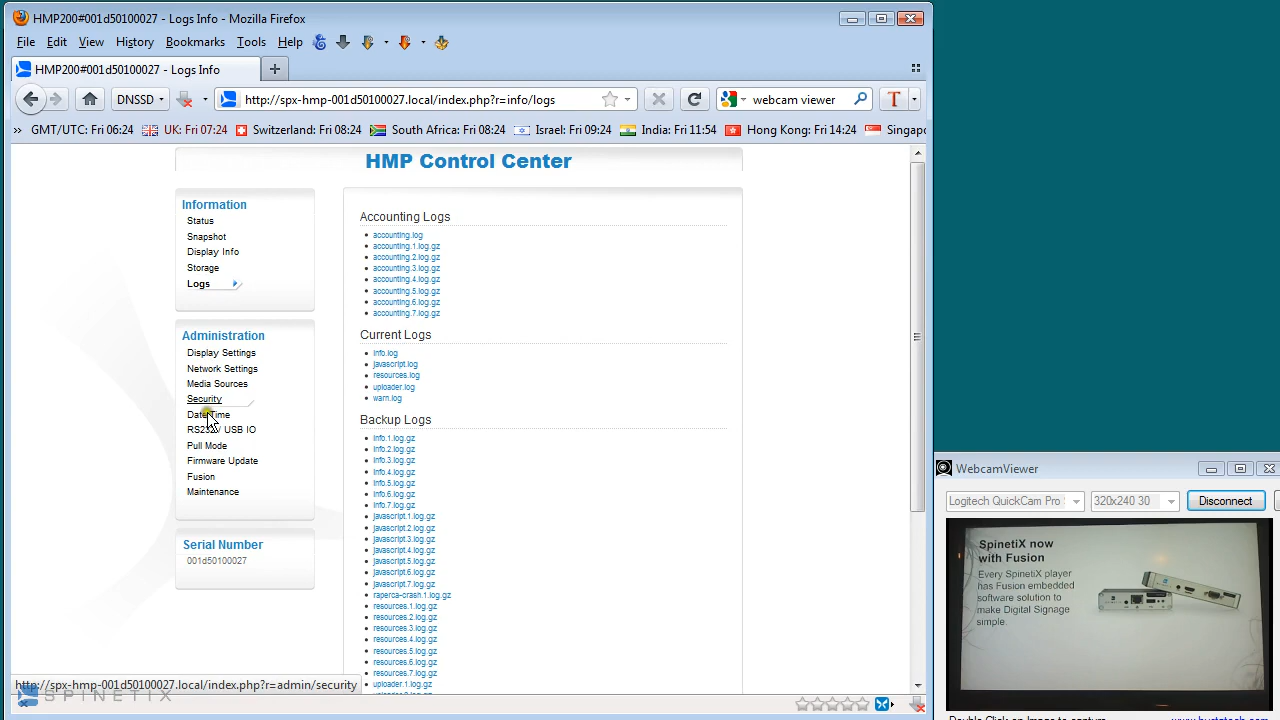 HMP200#001d50100027 - Logs Info - Mozilla Firefox
File Edit View History Bookmarks Tools Help
HMP200#001d50100027 - Logs Info
DNSSD http://spx-hmp-001d50100027.local/index.php?r=info/logs webcam viewer T
» GMT/UTC: Fri 06:24 UK: Fri 07:24 Switzerland: Fri 08:24 South Africa: Fri 08:24 Israel: Fri 09:24 India: Fri 11:54 Hong Kong: Fri 14:24 Singap
HMP Control Center
Information
Status
Snapshot
Display Info
Storage
Logs
Administration
Display Settings
Network Settings
Media Sources
Security
Date/Time
RS232 / USB IO
Pull Mode
Firmware Update
Fusion
Maintenance
Serial Number
001d50100027
Accounting Logs
accounting.log
accounting.1.log.gz
accounting.2.log.gz
accounting.3.log.gz
accounting.4.log.gz
accounting.5.log.gz
accounting.6.log.gz
accounting.7.log.gz
Current Logs
info.log
javascript.log
resources.log
uploader.log
warn.log
Backup Logs
info.1.log.gz
info.2.log.gz
info.3.log.gz
info.4.log.gz
info.5.log.gz
info.6.log.gz
info.7.log.gz
javascript.1.log.gz
javascript.2.log.gz
javascript.3.log.gz
javascript.4.log.gz
javascript.5.log.gz
javascript.6.log.gz
javascript.7.log.gz
raperca-crash.1.log.gz
resources.1.log.gz
resources.2.log.gz
resources.3.log.gz
resources.4.log.gz
resources.5.log.gz
resources.6.log.gz
resources.7.log.gz
uploader.1.log.gz
http://spx-hmp-001d50100027.local/index.php?r=admin/security
SPINETIX
WebcamViewer
Logitech QuickCam Pro 320x240 30 Disconnect
SpinetiX now
with Fusion
Every SpinetiX player
has Fusion embedded
software solution to
make Digital Signage
simple.